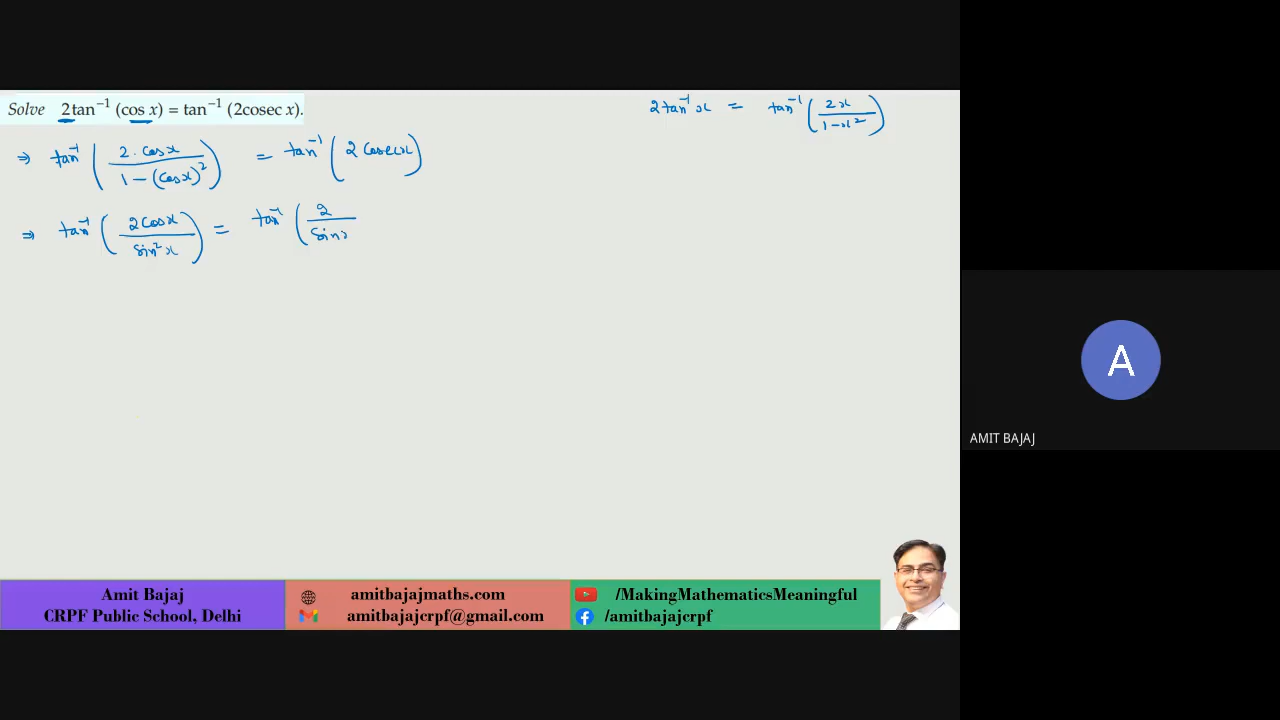 Solve 2tan⁻¹ (cos x) = tan⁻¹ (2cosec x).
2tan⁻¹x = tan⁻¹(2x/(1-x²))
⇒ tan⁻¹(2.cosx/(1-(cosx)²)) = tan⁻¹(2 cosecx)
⇒ tan⁻¹(2cosx/sin²x) = tan⁻¹(2/sinx
A
AMIT BAJAJ
Amit Bajaj
CRPF Public School, Delhi
amitbajajmaths.com
amitbajajcrpf@gmail.com
/MakingMathematicsMeaningful
/amitbajajcrpf